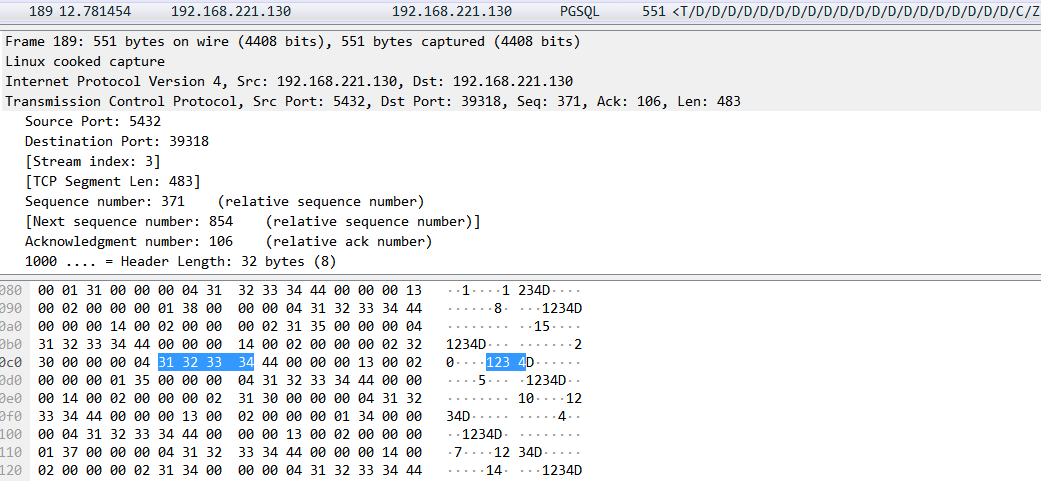 189 12.781454 192.168.221.130 192.168.221.130 PGSQL 551 <T/D/D/D/D/D/D/D/D/D/D/D/D/D/D/D/D/D/D/D/D/C/Z
Frame 189: 551 bytes on wire (4408 bits), 551 bytes captured (4408 bits)
Linux cooked capture
Internet Protocol Version 4, Src: 192.168.221.130, Dst: 192.168.221.130
Transmission Control Protocol, Src Port: 5432, Dst Port: 39318, Seq: 371, Ack: 106, Len: 483
Source Port: 5432
Destination Port: 39318
[Stream index: 3]
[TCP Segment Len: 483]
Sequence number: 371 (relative sequence number)
[Next sequence number: 854 (relative sequence number)]
Acknowledgment number: 106 (relative ack number)
1000 .... = Header Length: 32 bytes (8)
080 00 01 31 00 00 00 04 31 32 33 34 44 00 00 00 13 ··1····1 234D····
090 00 02 00 00 00 01 38 00 00 00 04 31 32 33 34 44 ······8· ···1234D
0a0 00 00 00 14 00 02 00 00 00 02 31 35 00 00 00 04 ········ ··15····
0b0 31 32 33 34 44 00 00 00 14 00 02 00 00 00 02 32 1234D··· ·······2
0c0 30 00 00 00 04 31 32 33 34 44 00 00 00 13 00 02 0····123 4D······
0d0 00 00 00 01 35 00 00 00 04 31 32 33 34 44 00 00 ····5··· ·1234D··
0e0 00 14 00 02 00 00 00 02 31 30 00 00 00 04 31 32 ········ 10····12
0f0 33 34 44 00 00 00 13 00 02 00 00 00 01 34 00 00 34D····· ·····4··
100 00 04 31 32 33 34 44 00 00 00 13 00 02 00 00 00 ··1234D· ········
110 01 37 00 00 00 04 31 32 33 34 44 00 00 00 14 00 ·7····12 34D·····
120 02 00 00 00 02 31 34 00 00 00 04 31 32 33 34 44 ·····14· ···1234D